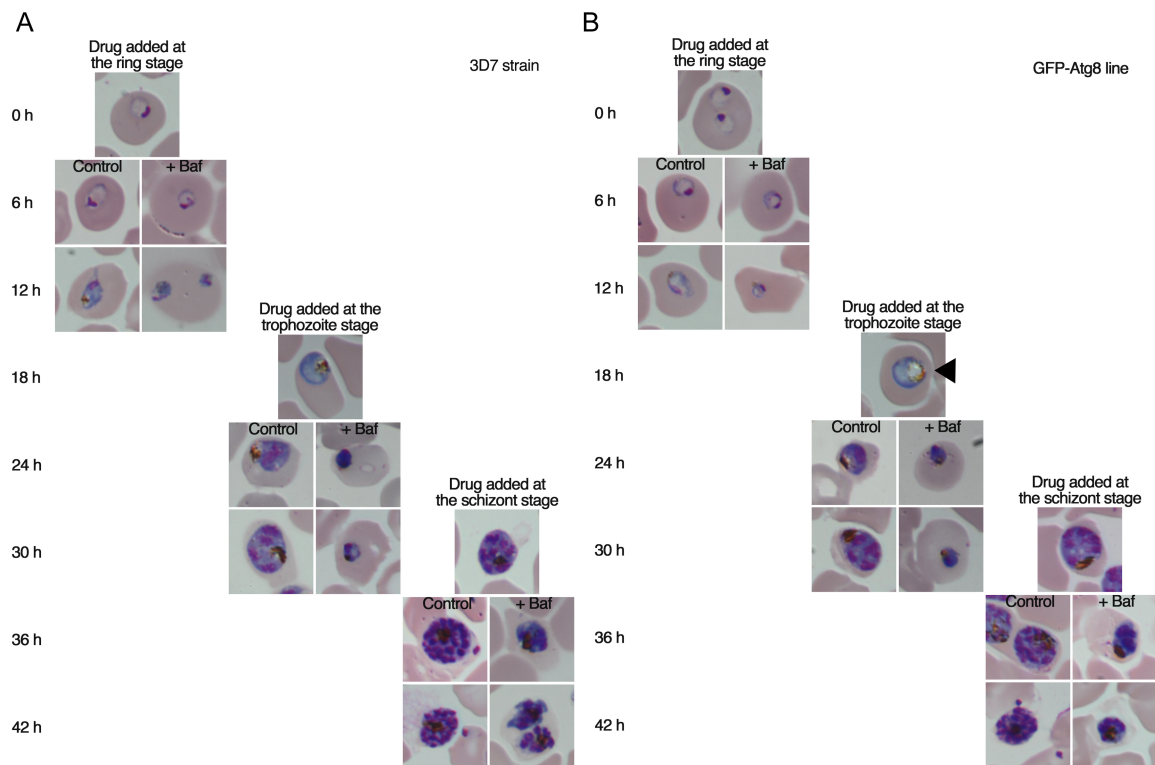 A
Drug added at
the ring stage
3D7 strain
0 h
Control
+ Baf
6 h
12 h
Drug added at the
trophozoite stage
18 h
Control
+ Baf
24 h
Drug added at
the schizont stage
30 h
Control
+ Baf
36 h
42 h
B
Drug added at
the ring stage
GFP-Atg8 line
0 h
Control
+ Baf
6 h
12 h
Drug added at the
trophozoite stage
18 h
Control
+ Baf
24 h
Drug added at
the schizont stage
30 h
Control
+ Baf
36 h
42 h